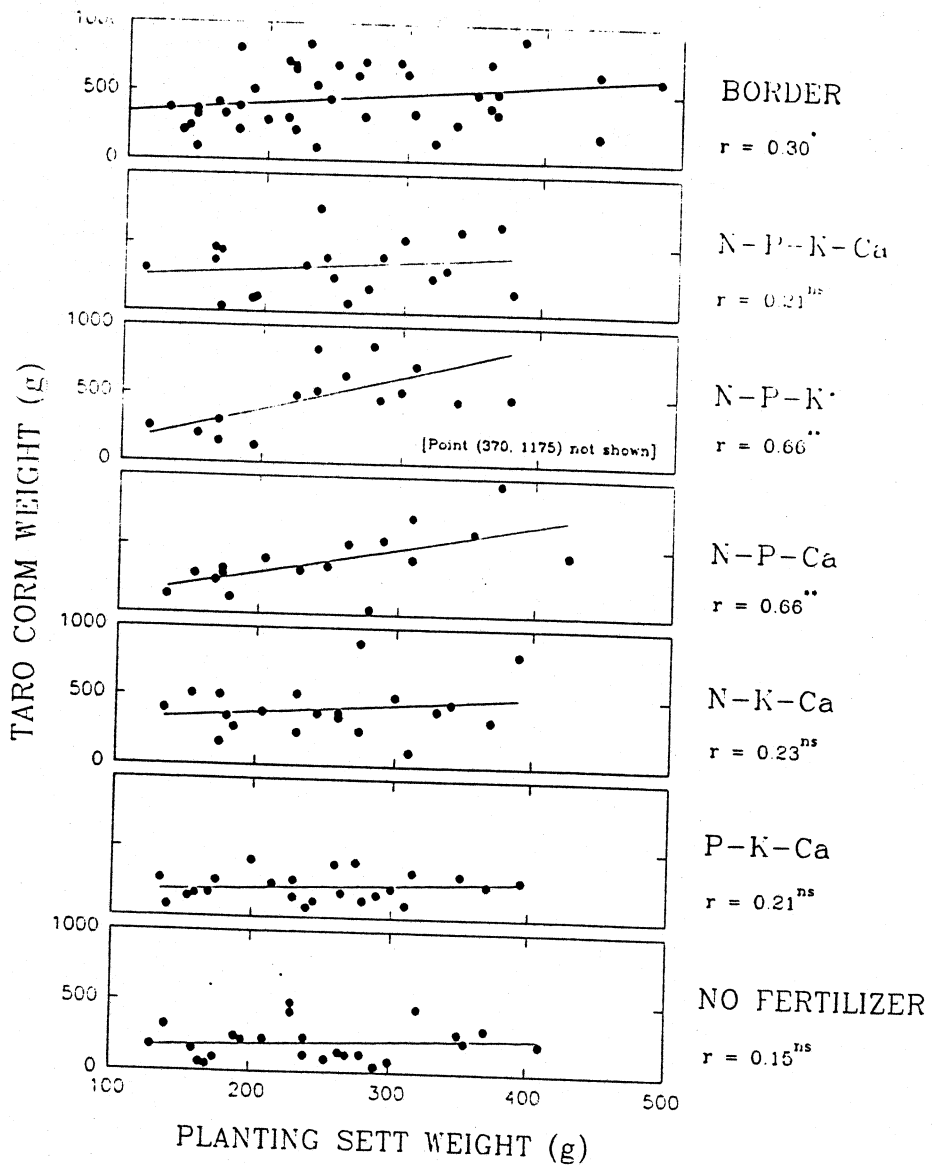 1000
500
0
BORDER
r = 0.30*
N-P-K-Ca
r = 0.21ns
1000
500
0
N-P-K*
r = 0.66**
[Point (370, 1175) not shown]
N-P-Ca
r = 0.66**
1000
500
0
N-K-Ca
r = 0.23ns
P-K-Ca
r = 0.21ns
1000
500
0
NO FERTILIZER
r = 0.15ns
100 200 300 400 500
PLANTING SETT WEIGHT (g)
TARO CORM WEIGHT (g)